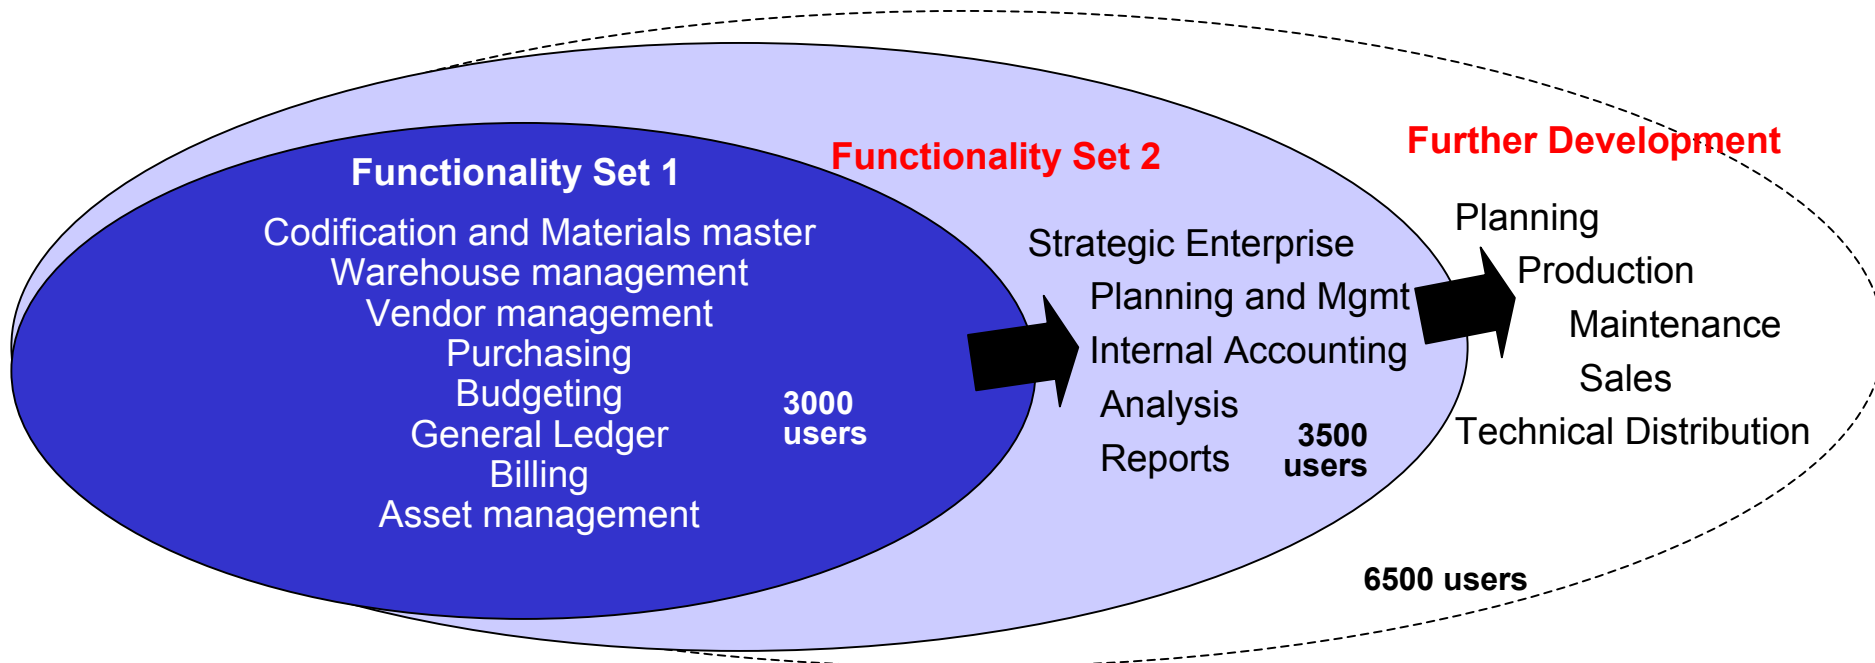 Functionality Set 1
Codification and Materials master
Warehouse management
Vendor management
Purchasing
Budgeting
General Ledger
Billing
Asset management
3000
users
Functionality Set 2
Strategic Enterprise
Planning and Mgmt
Internal Accounting
Analysis
Reports
3500
users
Further Development
Planning
Production
Maintenance
Sales
Technical Distribution
6500 users